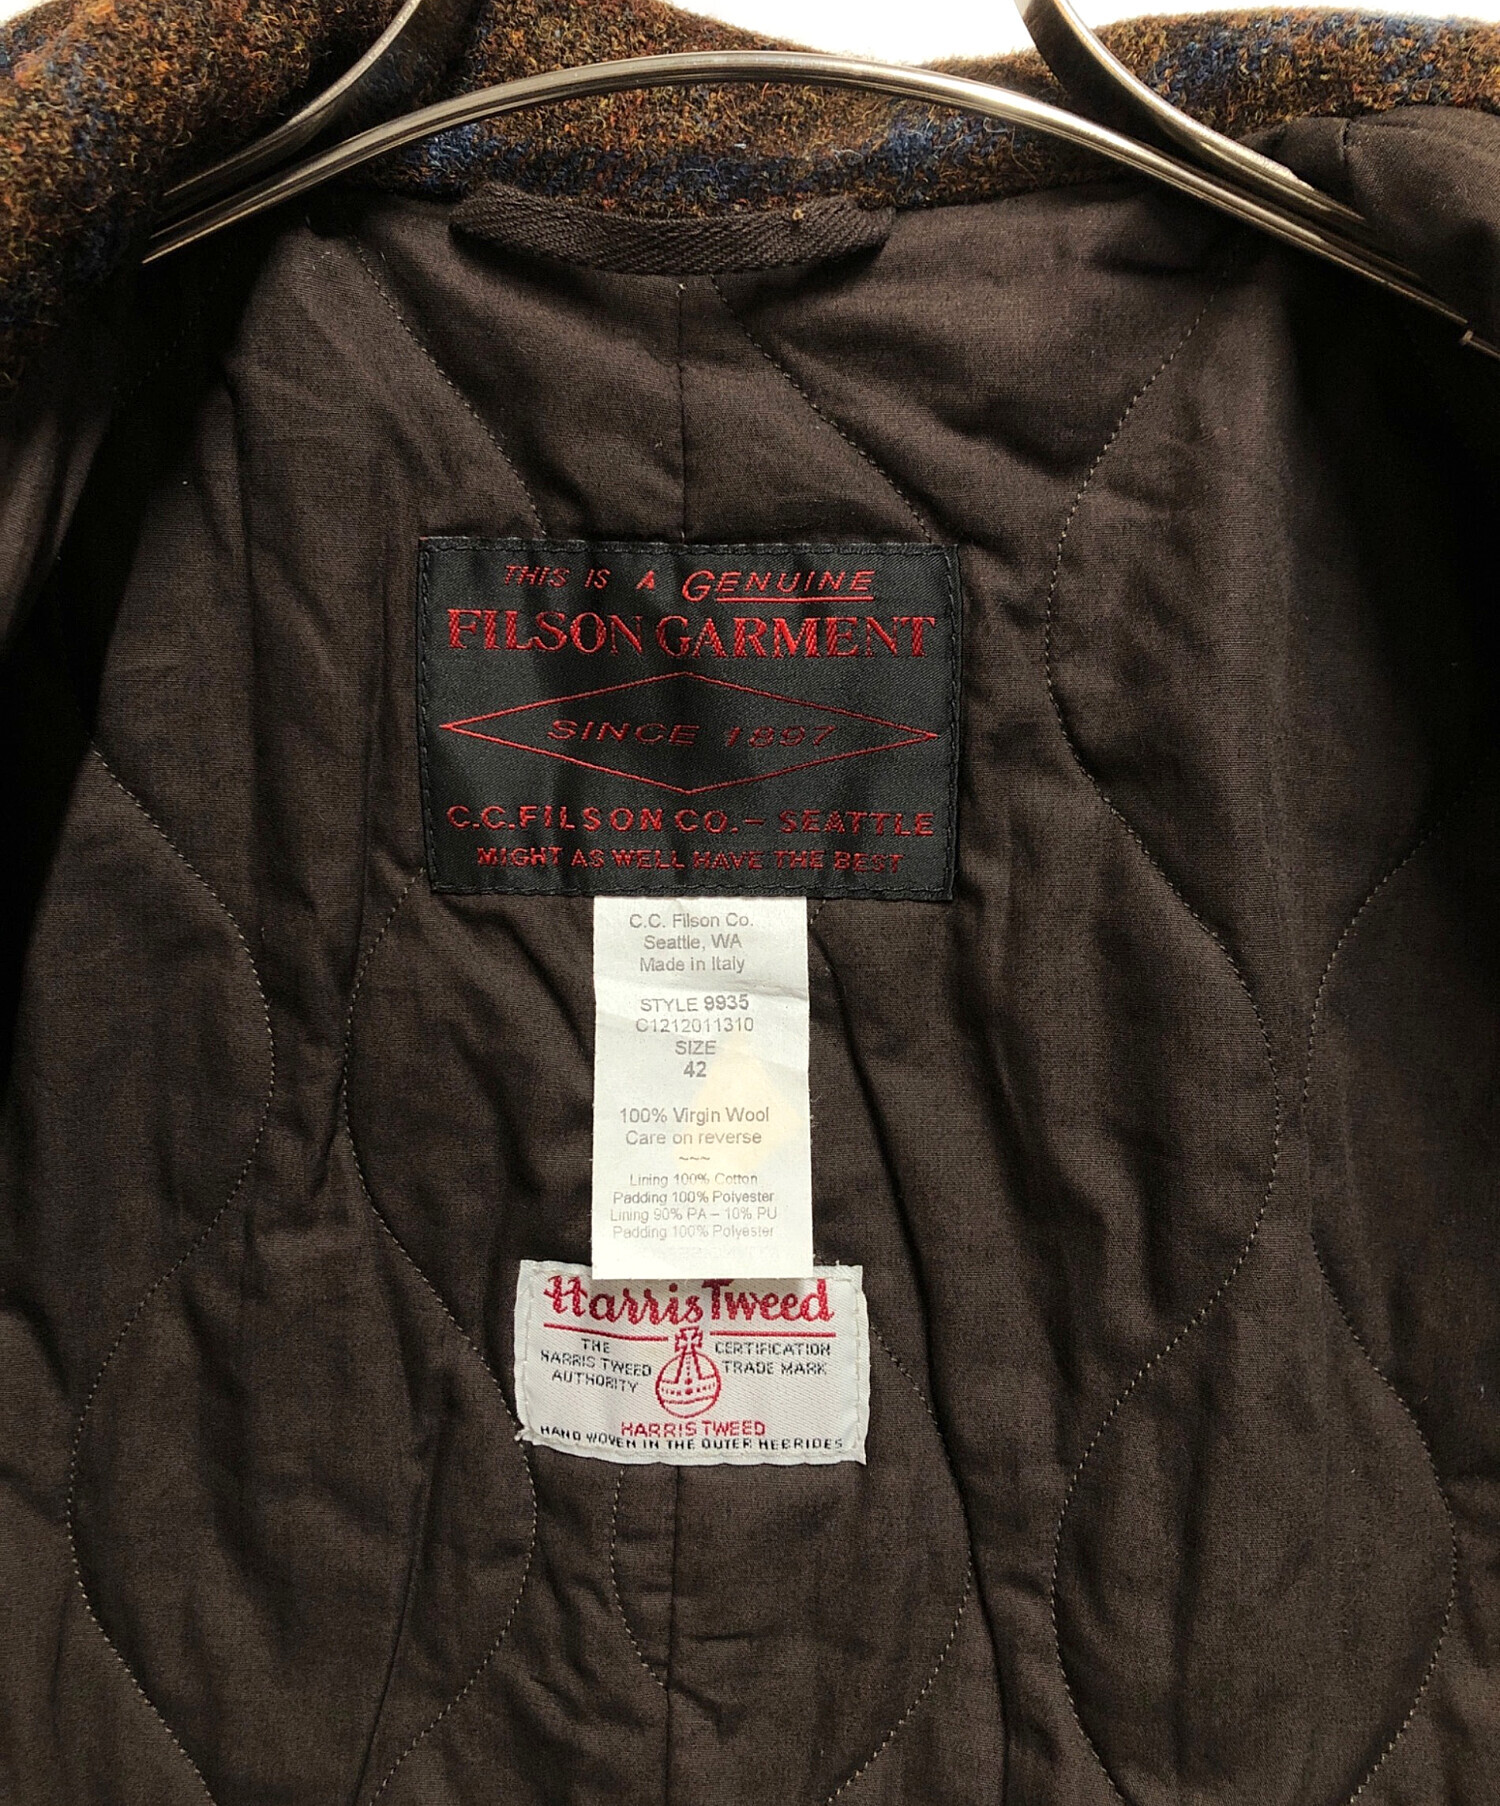 THIS IS A GENUINE
FILSON GARMENT
SINCE 1897
C.C.FILSON CO.– SEATTLE
MIGHT AS WELL HAVE THE BEST
C.C. Filson Co.
Seattle, WA
Made in Italy
STYLE 9935
C1212011310
SIZE
42
100% Virgin Wool
Care on reverse
~~~
Lining 100% Cotton
Padding 100% Polyester
Lining 90% PA – 10% PU
Padding 100% Polyester
Harris Tweed
THE
HARRIS TWEED
AUTHORITY
CERTIFICATION
TRADE MARK
HARRIS TWEED
HAND WOVEN IN THE OUTER HEBRIDES